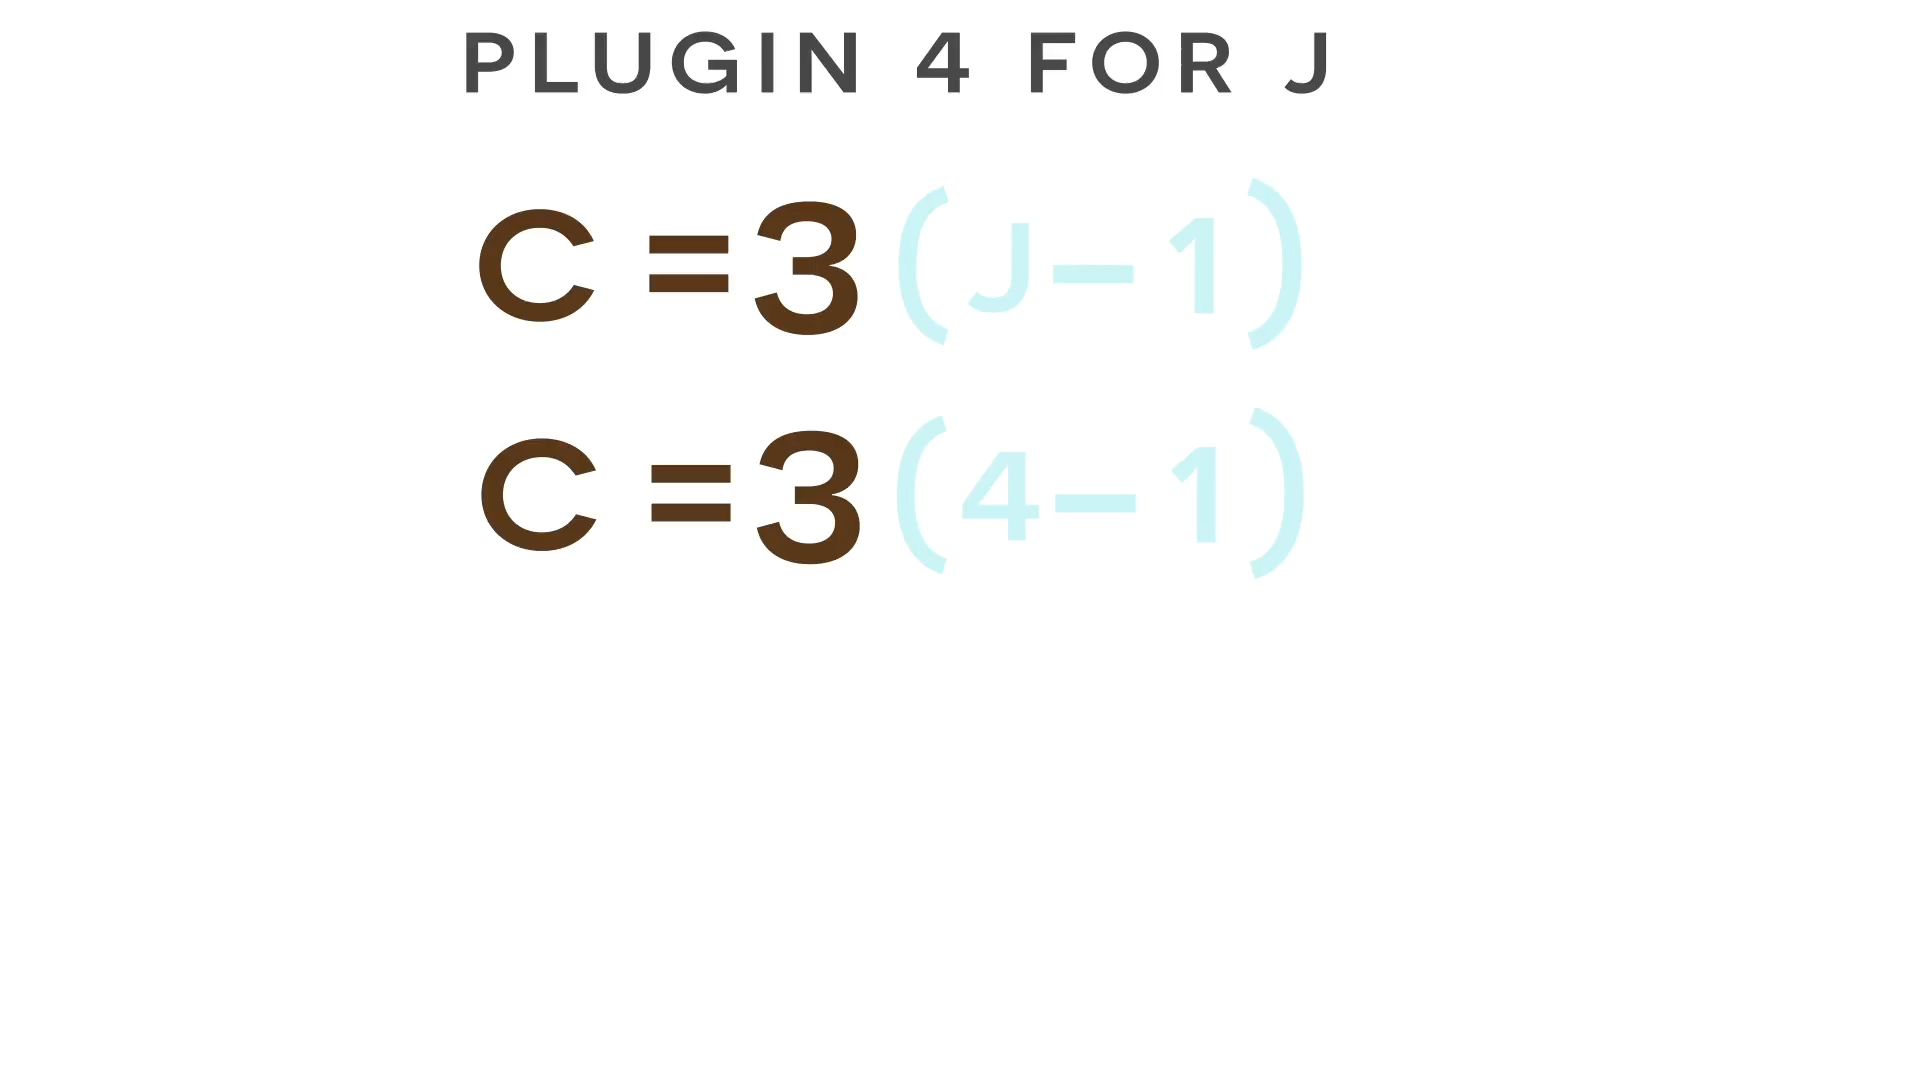 PLUGIN 4 FOR J
C = 3 (J - 1)
C = 3 (4 - 1)